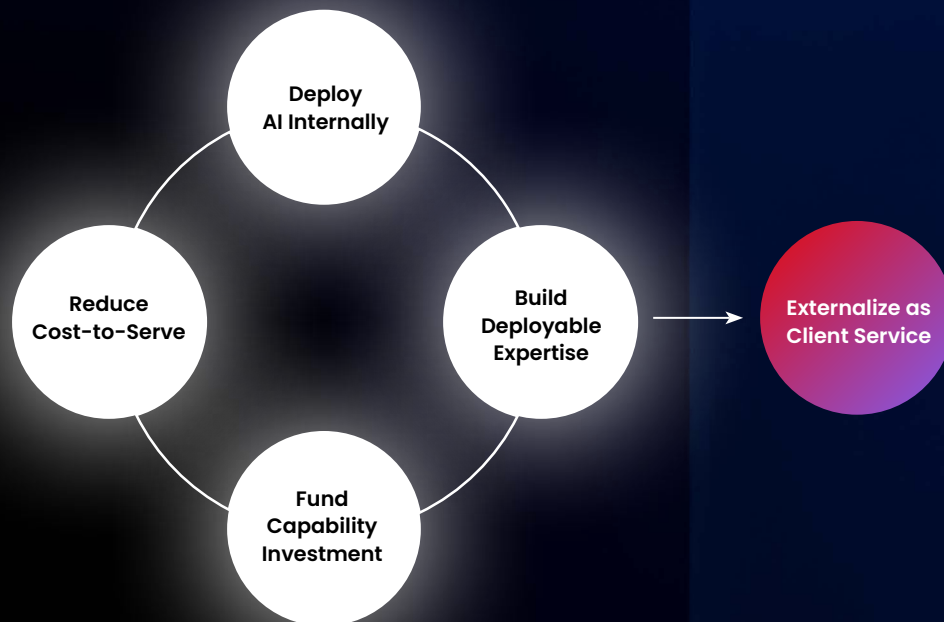 Deploy
AI Internally
Reduce
Cost-to-Serve
Build
Deployable
Expertise
Externalize as
Client Service
Fund
Capability
Investment